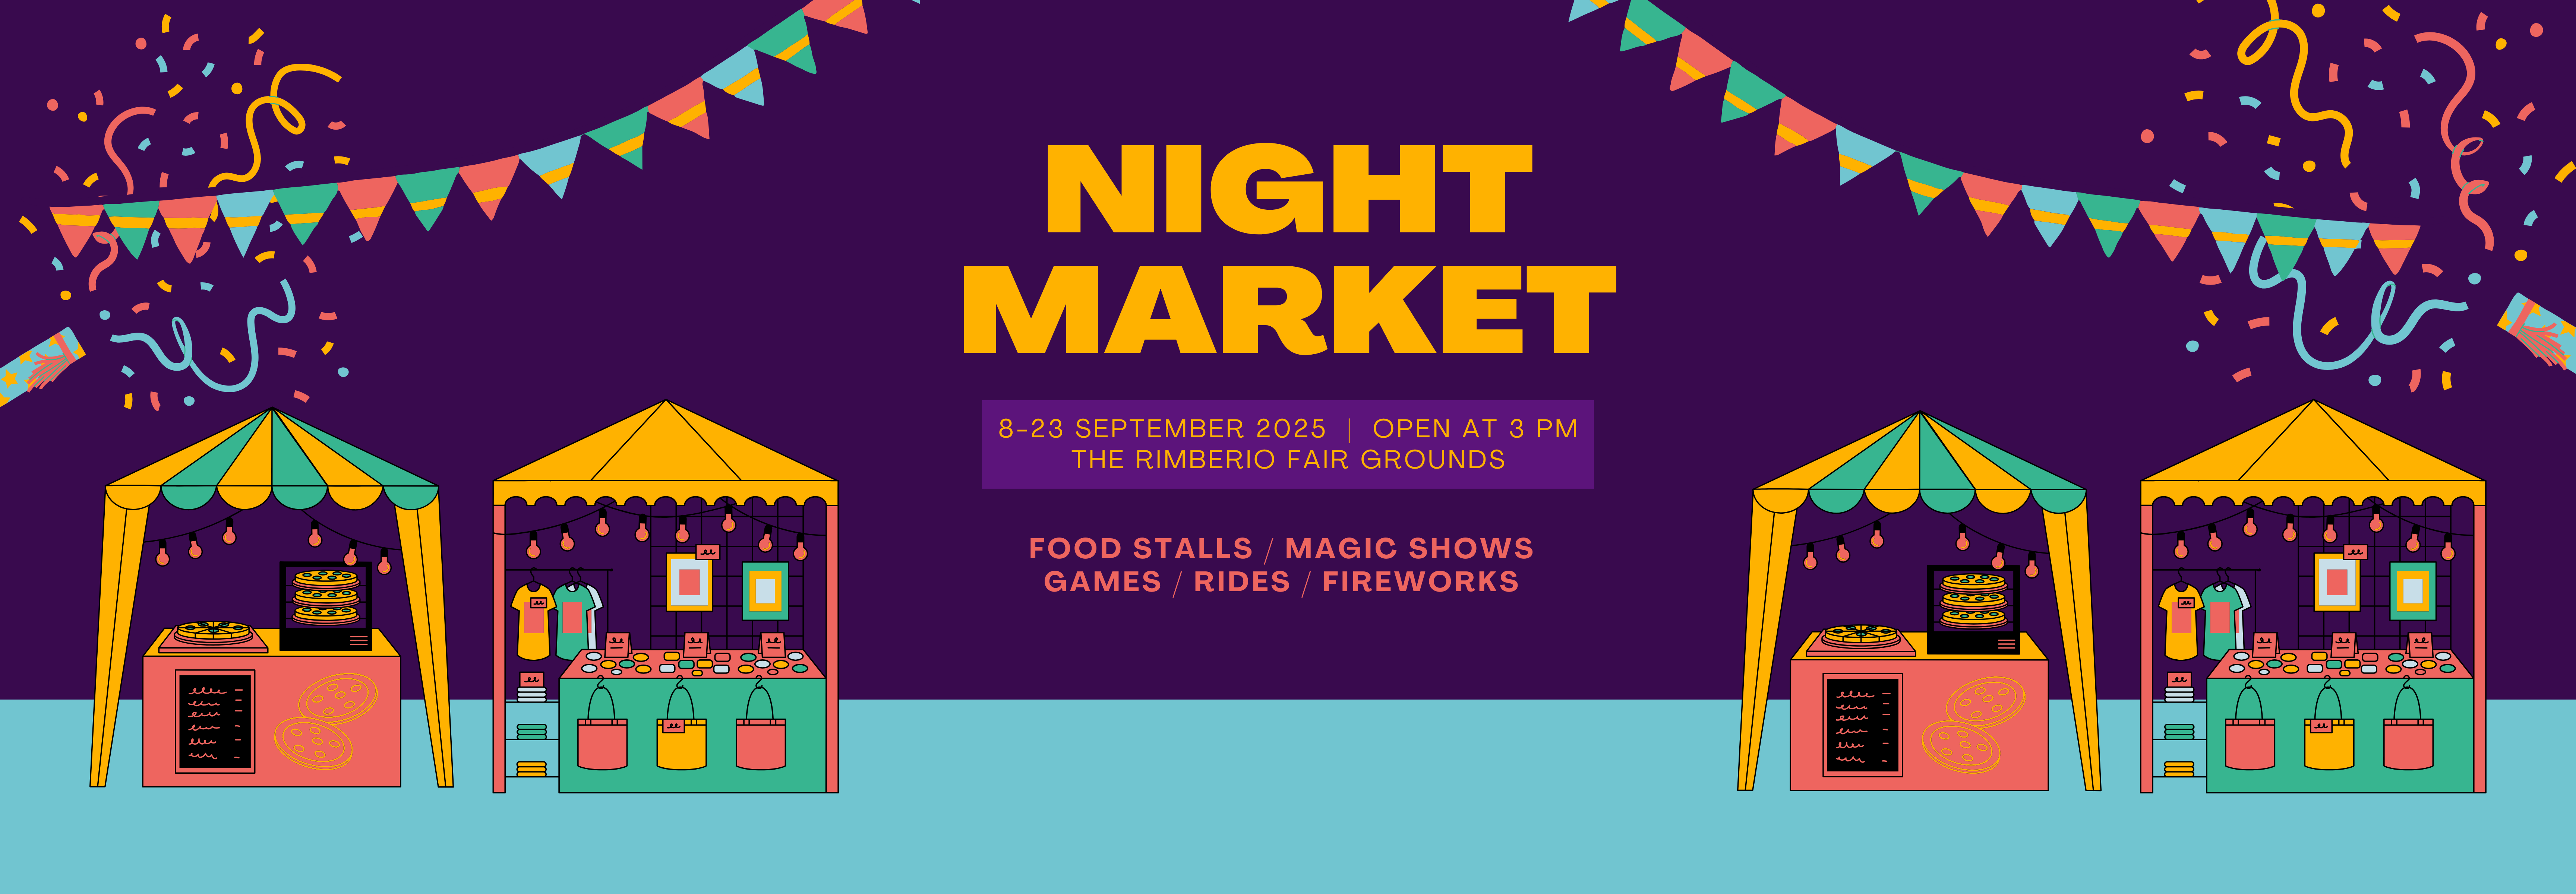 NIGHT
MARKET
8-23 SEPTEMBER 2025 | OPEN AT 3 PM
THE RIMBERIO FAIR GROUNDS
FOOD STALLS / MAGIC SHOWS
GAMES / RIDES / FIREWORKS